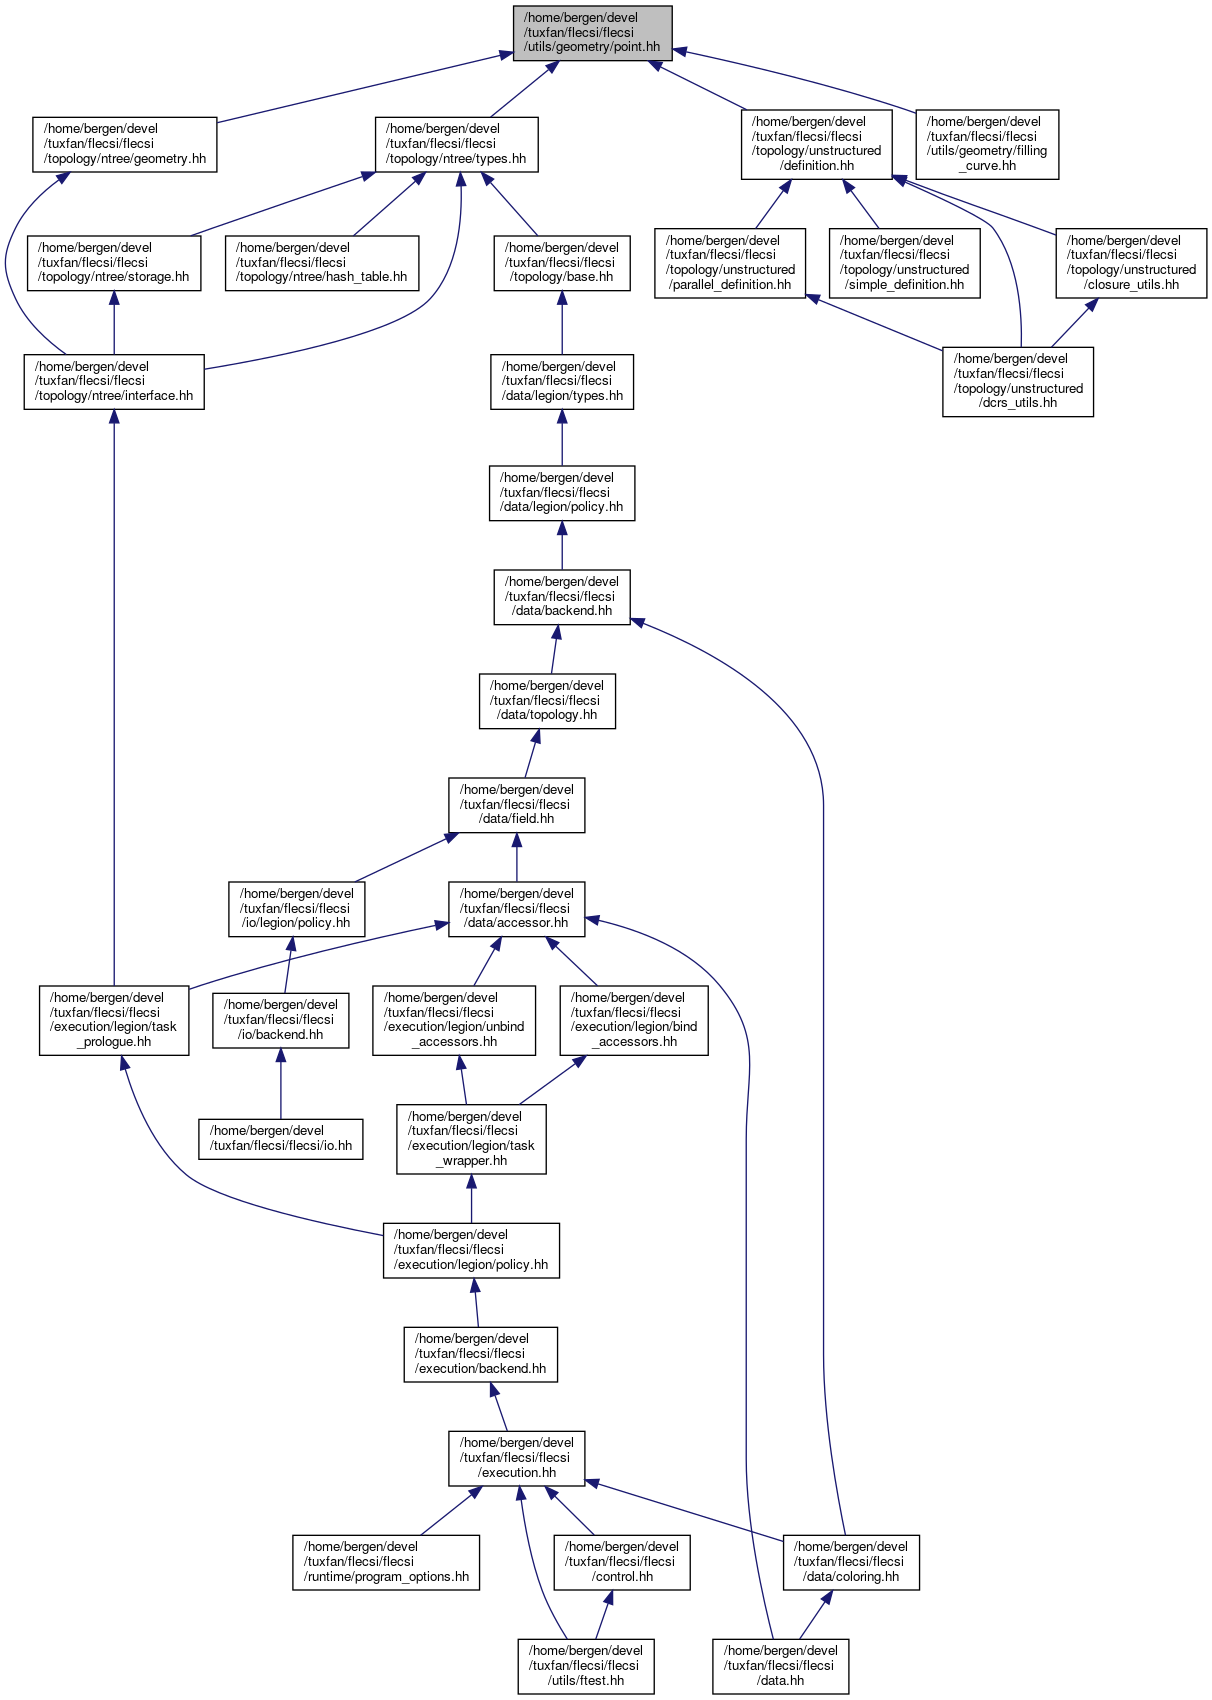 /home/bergen/devel
/tuxfan/flecsi/flecsi
/utils/geometry/point.hh
/home/bergen/devel
/tuxfan/flecsi/flecsi
/topology/ntree/geometry.hh
/home/bergen/devel
/tuxfan/flecsi/flecsi
/topology/ntree/types.hh
/home/bergen/devel
/tuxfan/flecsi/flecsi
/topology/unstructured
/definition.hh
/home/bergen/devel
/tuxfan/flecsi/flecsi
/utils/geometry/filling
_curve.hh
/home/bergen/devel
/tuxfan/flecsi/flecsi
/topology/ntree/storage.hh
/home/bergen/devel
/tuxfan/flecsi/flecsi
/topology/ntree/hash_table.hh
/home/bergen/devel
/tuxfan/flecsi/flecsi
/topology/base.hh
/home/bergen/devel
/tuxfan/flecsi/flecsi
/topology/unstructured
/parallel_definition.hh
/home/bergen/devel
/tuxfan/flecsi/flecsi
/topology/unstructured
/simple_definition.hh
/home/bergen/devel
/tuxfan/flecsi/flecsi
/topology/unstructured
/closure_utils.hh
/home/bergen/devel
/tuxfan/flecsi/flecsi
/topology/ntree/interface.hh
/home/bergen/devel
/tuxfan/flecsi/flecsi
/data/legion/types.hh
/home/bergen/devel
/tuxfan/flecsi/flecsi
/topology/unstructured
/dcrs_utils.hh
/home/bergen/devel
/tuxfan/flecsi/flecsi
/data/legion/policy.hh
/home/bergen/devel
/tuxfan/flecsi/flecsi
/data/backend.hh
/home/bergen/devel
/tuxfan/flecsi/flecsi
/data/topology.hh
/home/bergen/devel
/tuxfan/flecsi/flecsi
/data/field.hh
/home/bergen/devel
/tuxfan/flecsi/flecsi
/io/legion/policy.hh
/home/bergen/devel
/tuxfan/flecsi/flecsi
/data/accessor.hh
/home/bergen/devel
/tuxfan/flecsi/flecsi
/execution/legion/task
_prologue.hh
/home/bergen/devel
/tuxfan/flecsi/flecsi
/io/backend.hh
/home/bergen/devel
/tuxfan/flecsi/flecsi
/execution/legion/unbind
_accessors.hh
/home/bergen/devel
/tuxfan/flecsi/flecsi
/execution/legion/bind
_accessors.hh
/home/bergen/devel
/tuxfan/flecsi/flecsi/io.hh
/home/bergen/devel
/tuxfan/flecsi/flecsi
/execution/legion/task
_wrapper.hh
/home/bergen/devel
/tuxfan/flecsi/flecsi
/execution/legion/policy.hh
/home/bergen/devel
/tuxfan/flecsi/flecsi
/execution/backend.hh
/home/bergen/devel
/tuxfan/flecsi/flecsi
/execution.hh
/home/bergen/devel
/tuxfan/flecsi/flecsi
/runtime/program_options.hh
/home/bergen/devel
/tuxfan/flecsi/flecsi
/control.hh
/home/bergen/devel
/tuxfan/flecsi/flecsi
/data/coloring.hh
/home/bergen/devel
/tuxfan/flecsi/flecsi
/utils/ftest.hh
/home/bergen/devel
/tuxfan/flecsi/flecsi
/data.hh